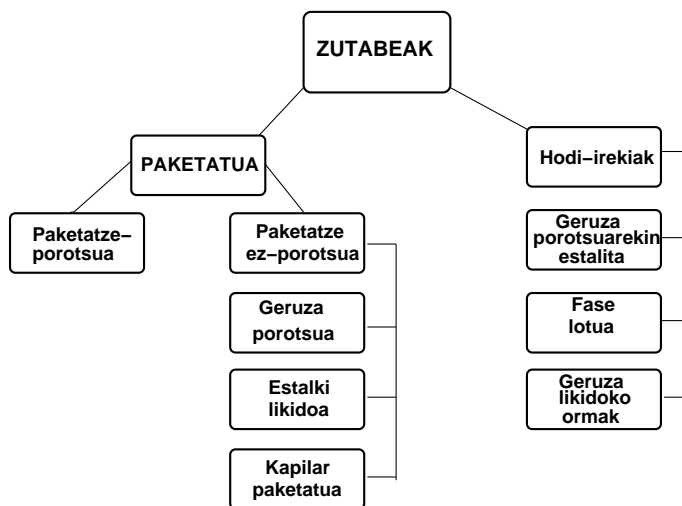 ZUTABEAK
PAKETATUA
Hodi–irekiak
Paketatze–
porotsua
Paketatze
ez–porotsua
Geruza
porotsuarekin
estalita
Geruza
porotsua
Fase
lotua
Estalki
likidoa
Geruza
likidoko
ormak
Kapilar
paketatua